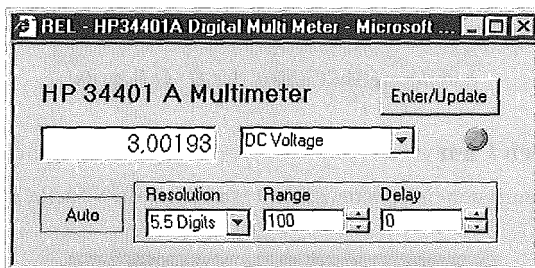 REL - HP34401A Digital Multi Meter - Microsoft ...
HP 34401 A Multimeter
Enter/Update
3,00193
DC Voltage
Auto
Resolution
Range
Delay
5.5 Digits
100
0